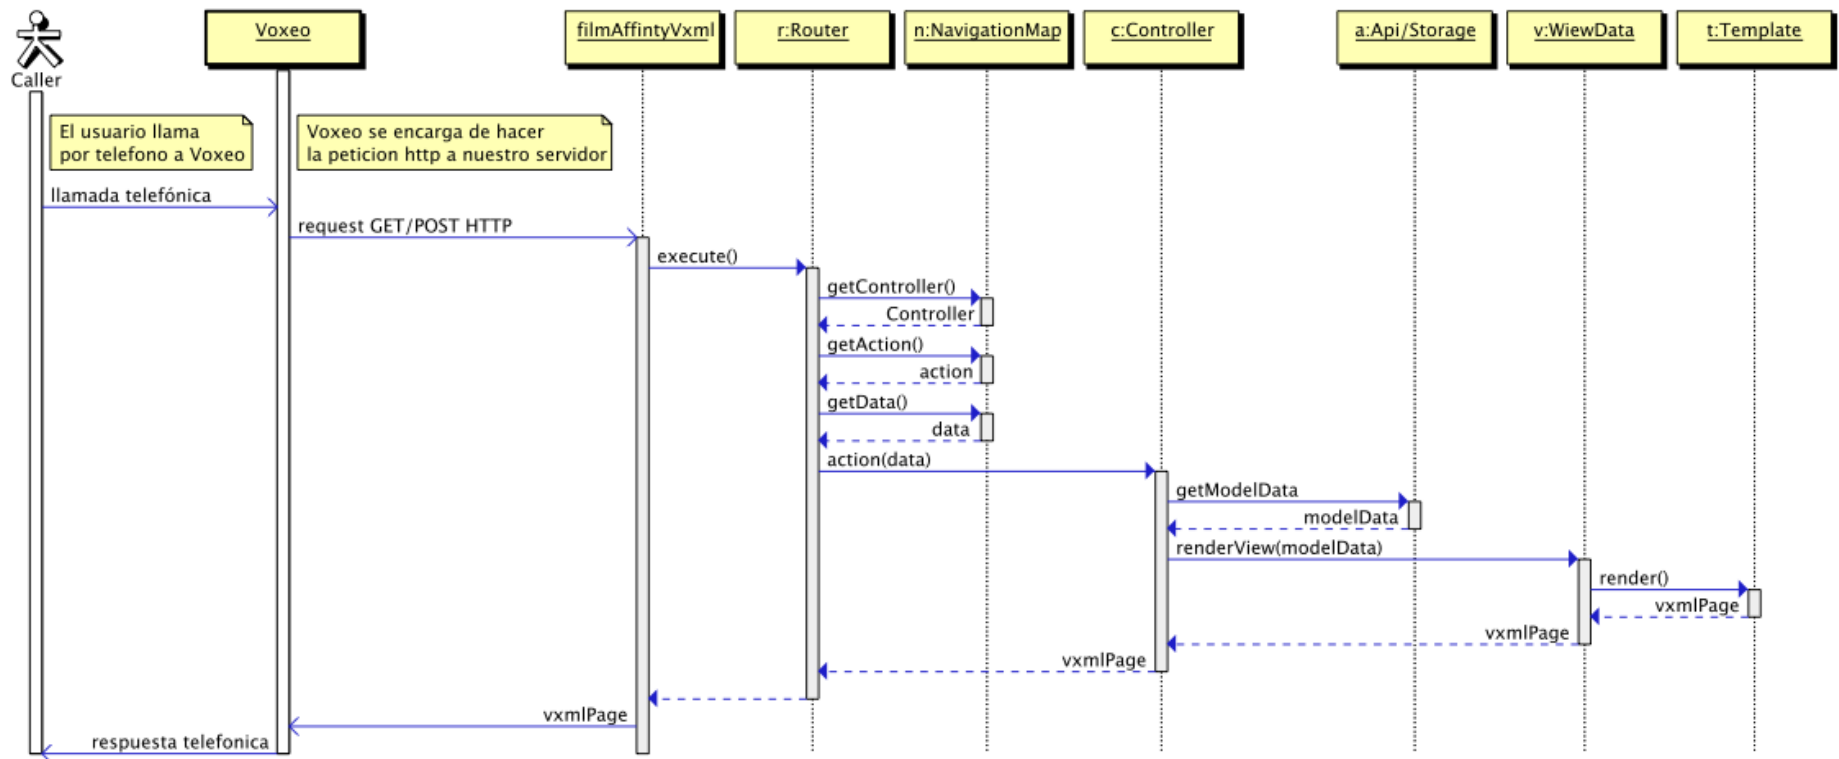 Caller
Voxeo
filmAffintyVxml
r:Router
n:NavigationMap
c:Controller
a:Api/Storage
v:WiewData
t:Template
El usuario llama
por telefono a Voxeo
Voxeo se encarga de hacer
la peticion http a nuestro servidor
llamada telefónica
request GET/POST HTTP
execute()
getController()
Controller
getAction()
action
getData()
data
action(data)
getModelData
modelData
renderView(modelData)
render()
vxmlPage
vxmlPage
vxmlPage
vxmlPage
respuesta telefonica